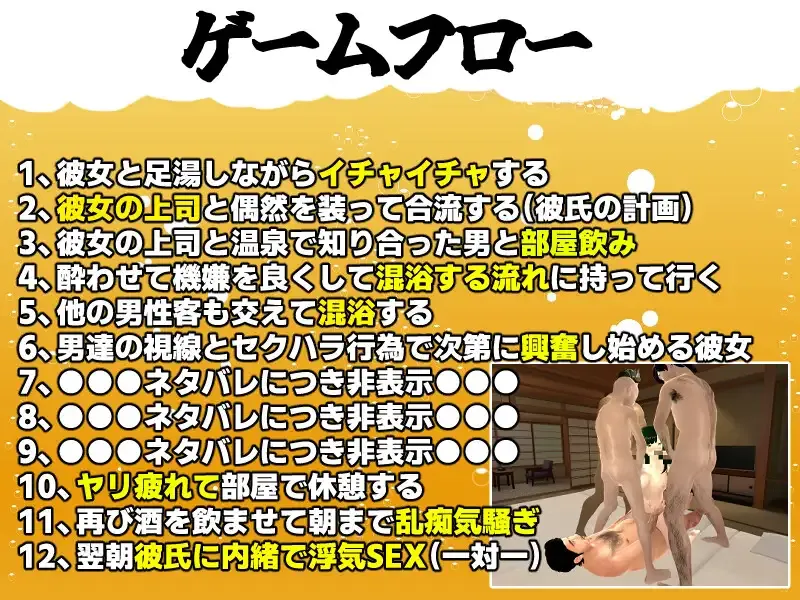 ゲームフロー
1、彼女と足湯しながらイチャイチャする
2、彼女の上司と偶然を装って合流する（彼氏の計画）
3、彼女の上司と温泉で知り合った男と部屋飲み
4、酔わせて機嫌を良くして混浴する流れに持って行く
5、他の男性客も交えて混浴する
6、男達の視線とセクハラ行為で次第に興奮し始める彼女
7、●●●ネタバレにつき非表示●●●
8、●●●ネタバレにつき非表示●●●
9、●●●ネタバレにつき非表示●●●
10、ヤリ疲れて部屋で休憩する
11、再び酒を飲ませて朝まで乱痴気騒ぎ
12、翌朝彼氏に内緒で浮気SEX（一対一）